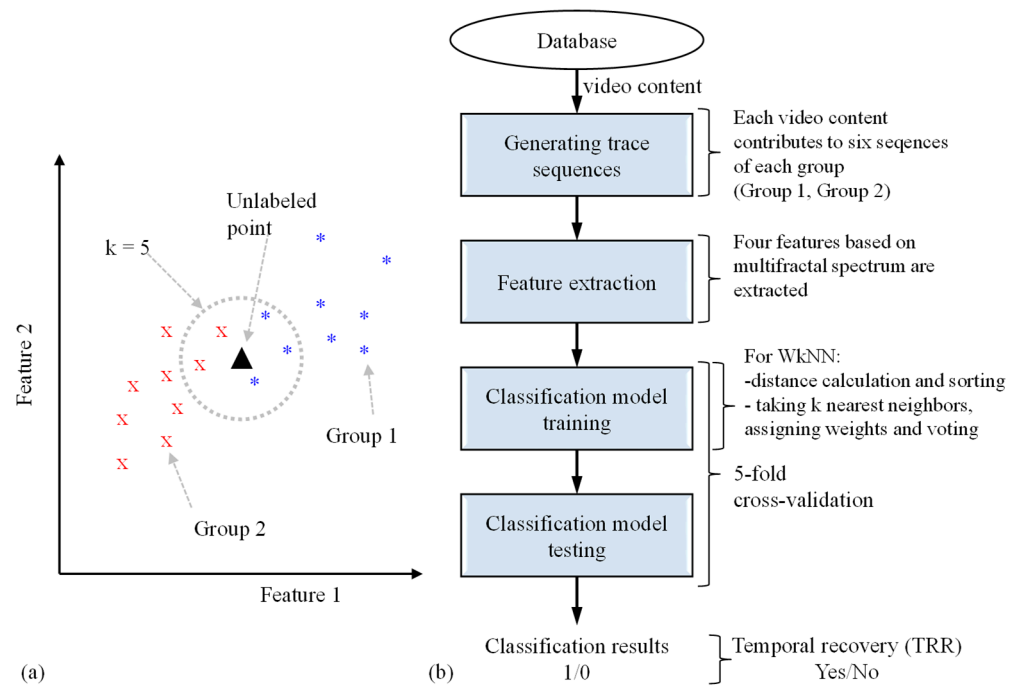 Unlabeled
point
k = 5
x x x x x x x x x x
* * * * * * * * *
Group 1
Group 2
Feature 2
Feature 1
(a)
Database
video content
Generating trace
sequences
Each video content
contributes to six seqences
of each group
(Group 1, Group 2)
Feature extraction
Four features based on
multifractal spectrum are
extracted
Classification model
training
For WkNN:
-distance calculation and sorting
- taking k nearest neighbors,
assigning weights and voting
5-fold
cross-validation
Classification model
testing
Classification results
1/0
Temporal recovery (TRR)
Yes/No
(b)